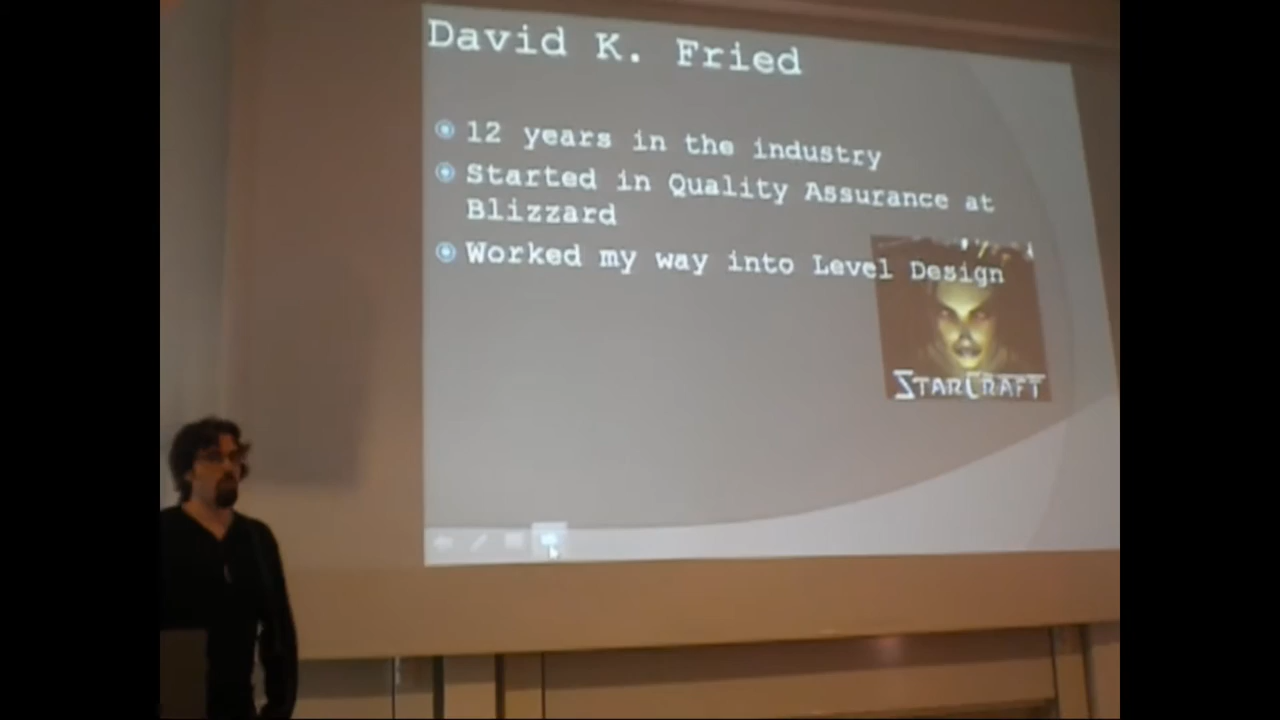 David K. Fried
12 years in the industry
Started in Quality Assurance at
Blizzard
Worked my way into Level Design
STARCRAFT